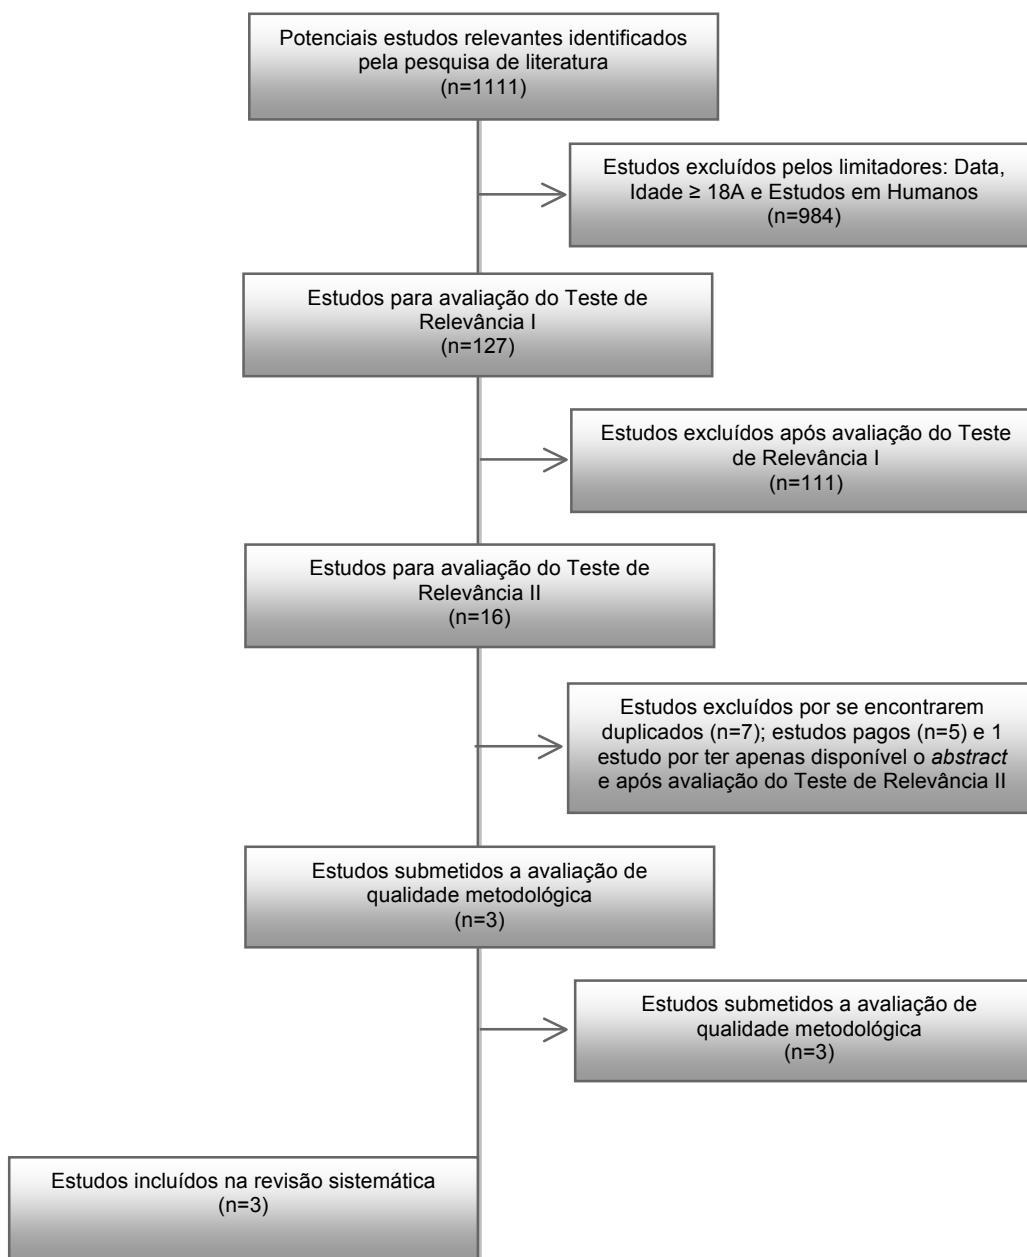 Potenciais estudos relevantes identificados
pela pesquisa de literatura
(n=1111)
Estudos excluídos pelos limitadores: Data,
Idade ≥ 18A e Estudos em Humanos
(n=984)
Estudos para avaliação do Teste de
Relevância I
(n=127)
Estudos excluídos após avaliação do Teste
de Relevância I
(n=111)
Estudos para avaliação do Teste de
Relevância II
(n=16)
Estudos excluídos por se encontrarem
duplicados (n=7); estudos pagos (n=5) e 1
estudo por ter apenas disponível o abstract
e após avaliação do Teste de Relevância II
Estudos submetidos a avaliação de
qualidade metodológica
(n=3)
Estudos submetidos a avaliação de
qualidade metodológica
(n=3)
Estudos incluídos na revisão sistemática
(n=3)